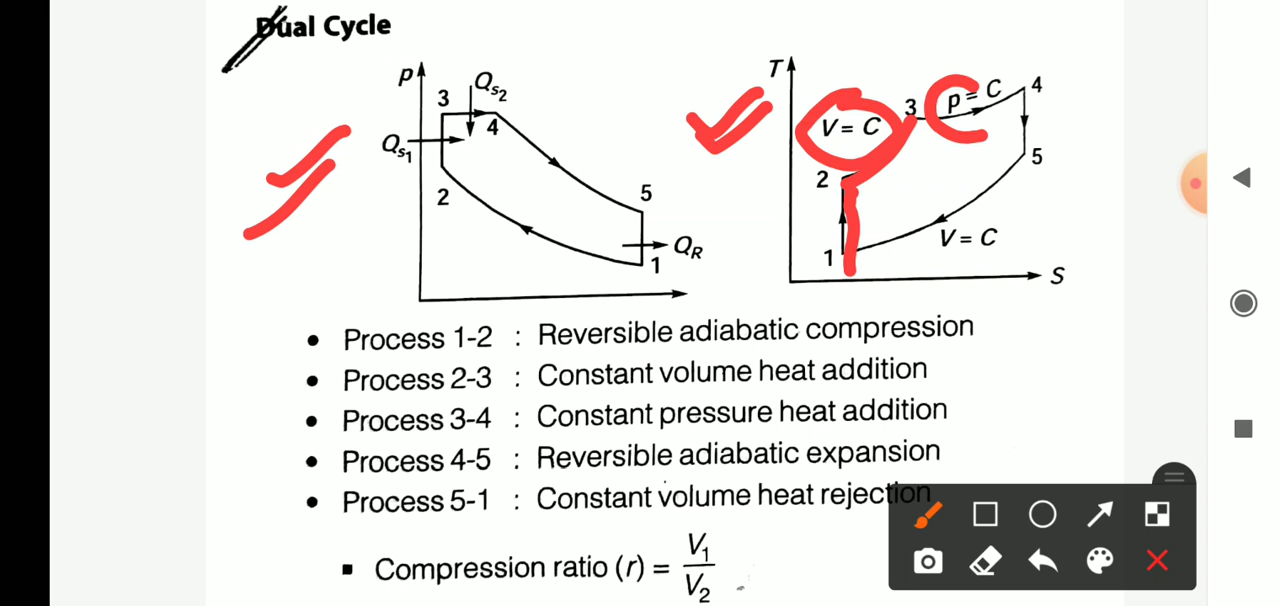 Dual Cycle
p
Qs2
3
4
Qs1
2
5
QR
1
T
3
p = C
4
V = C
2
5
V = C
1
S
• Process 1-2 : Reversible adiabatic compression
• Process 2-3 : Constant volume heat addition
• Process 3-4 : Constant pressure heat addition
• Process 4-5 : Reversible adiabatic expansion
• Process 5-1 : Constant volume heat rejection
▪ Compression ratio (r) = V1/V2